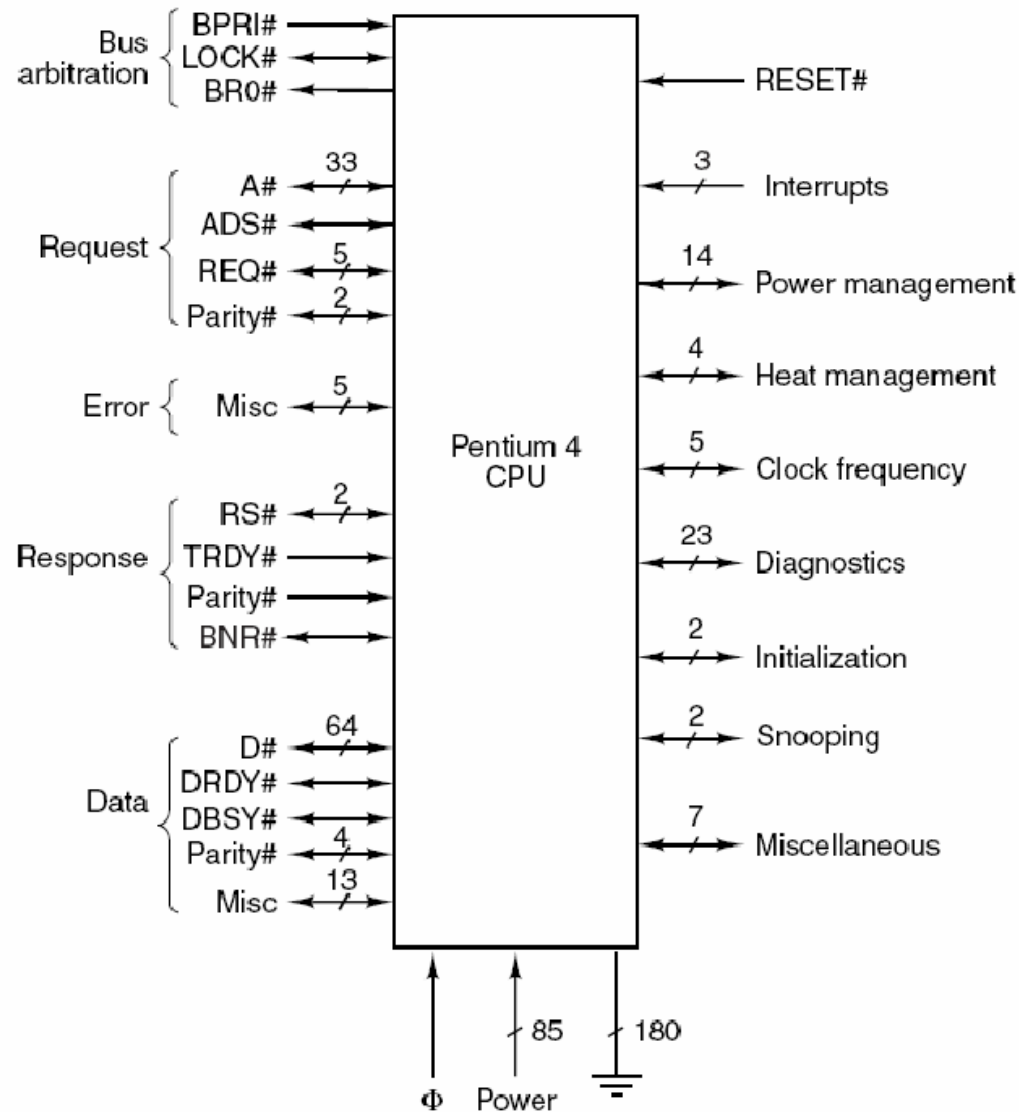 Bus
arbitration
BPRI#
LOCK#
BR0#
Request
33
A#
ADS#
5
REQ#
2
Parity#
Error
5
Misc
Response
2
RS#
TRDY#
Parity#
BNR#
Data
64
D#
DRDY#
DBSY#
4
Parity#
13
Misc
Pentium 4
CPU
RESET#
3
Interrupts
14
Power management
4
Heat management
5
Clock frequency
23
Diagnostics
2
Initialization
2
Snooping
7
Miscellaneous
85
180
Φ
Power